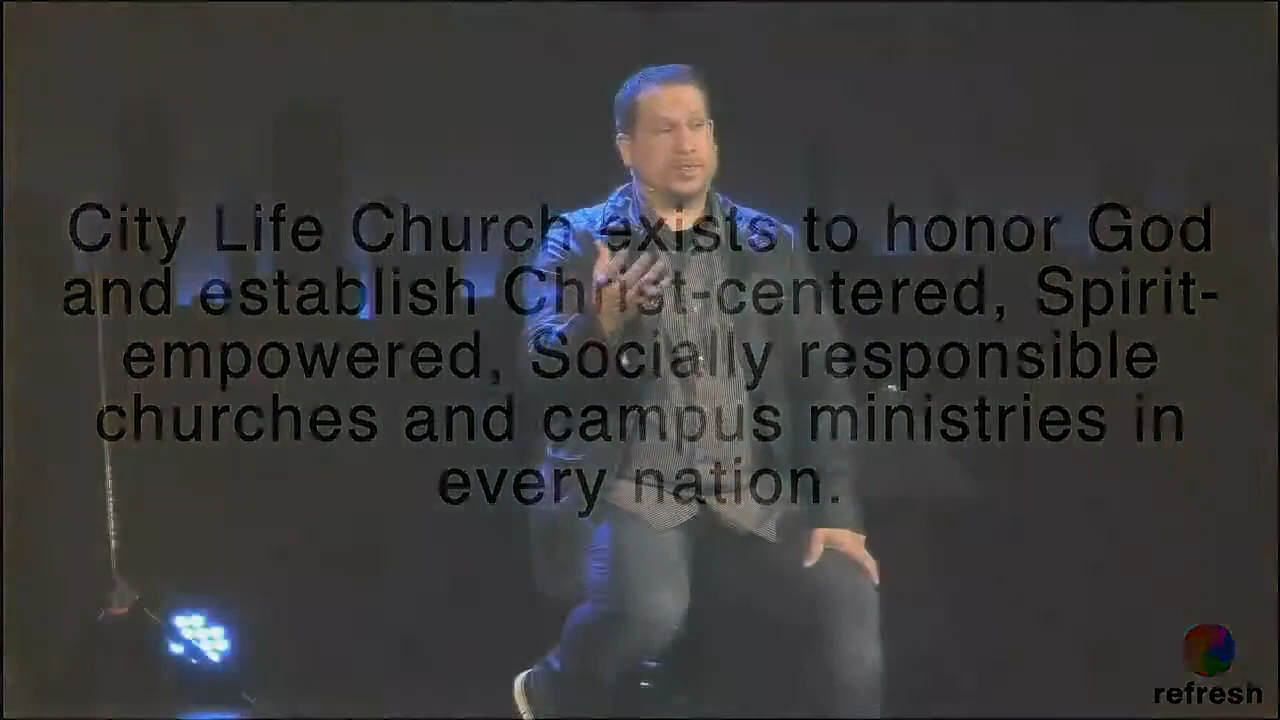 City Life Church exists to honor God
and establish Christ-centered, Spirit-
empowered, Socially responsible
churches and campus ministries in
every nation.
refresh